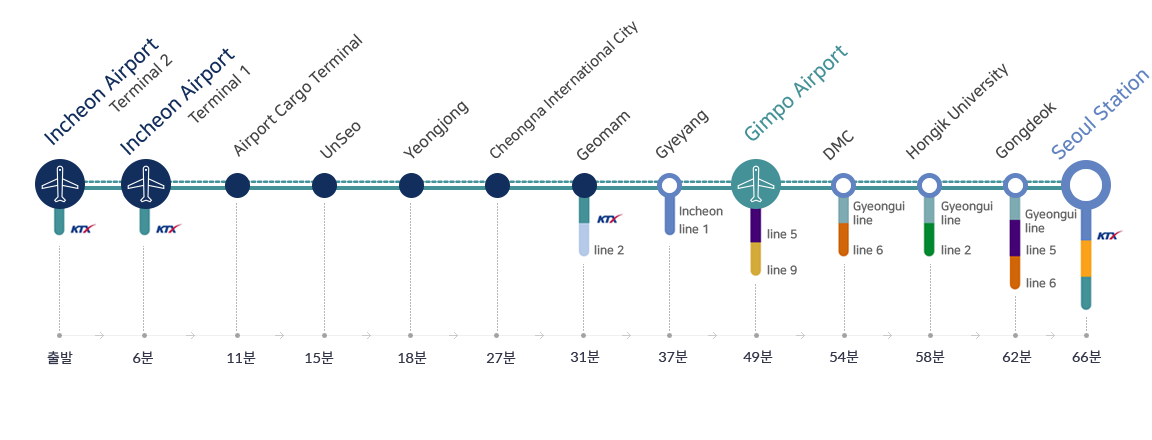 Incheon Airport
Terminal 2
Incheon Airport
Terminal 1
Airport Cargo Terminal
UnSeo
Yeongjong
Cheongna International City
Geomam
Gyeyang
Gimpo Airport
DMC
Hongik University
Gongdeok
Seoul Station
KTX
KTX
KTX
line 2
Incheon
line 1
line 5
line 9
Gyeongui
line
line 6
Gyeongui
line
line 2
Gyeongui
line
line 5
line 6
KTX
출발
6분
11분
15분
18분
27분
31분
37분
49분
54분
58분
62분
66분